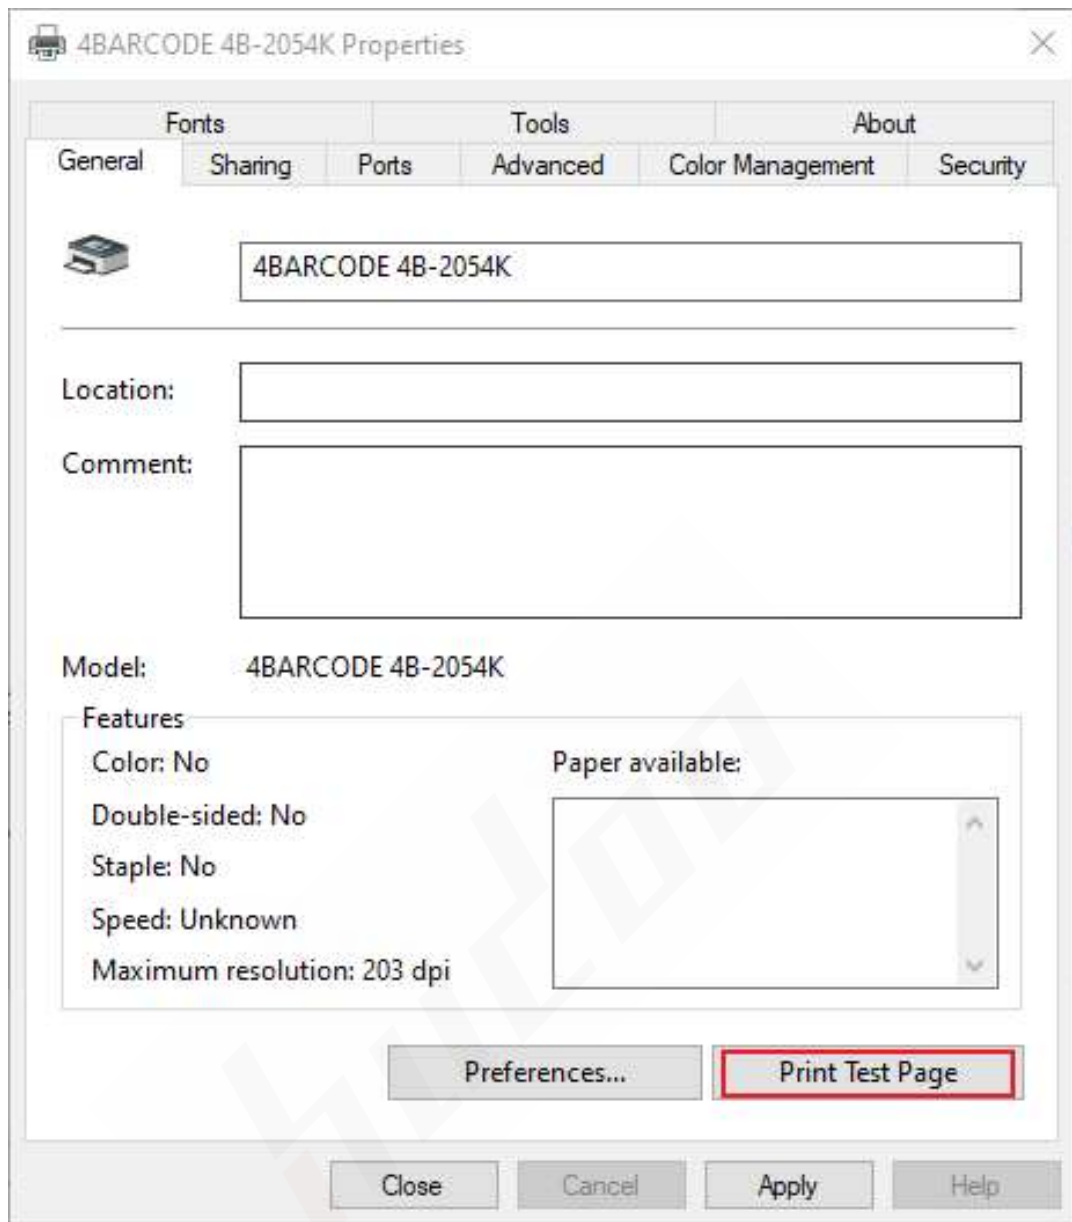 4BARCODE 4B-2054K Properties
Fonts Tools About
General Sharing Ports Advanced Color Management Security
4BARCODE 4B-2054K
Location:
Comment:
Model: 4BARCODE 4B-2054K
Features
Color: No
Paper available:
Double-sided: No
Staple: No
Speed: Unknown
Maximum resolution: 203 dpi
Preferences... Print Test Page
Close Cancel Apply Help